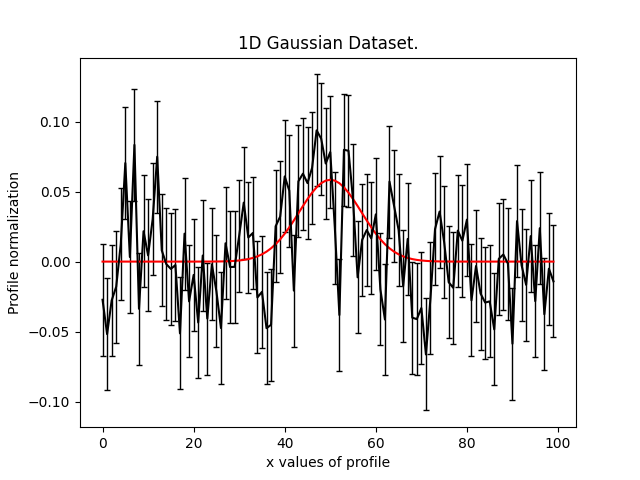 1D Gaussian Dataset.
Profile normalization
0.10
0.05
0.00
−0.05
−0.10
0 20 40 60 80 100
x values of profile